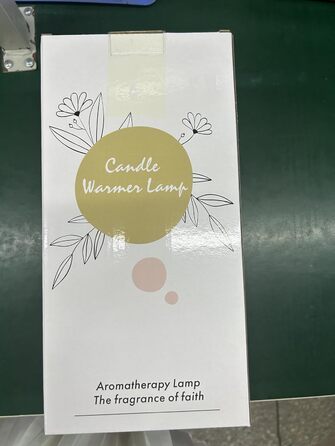 Candle
Warmer Lamp
Aromatherapy Lamp
The fragrance of faith